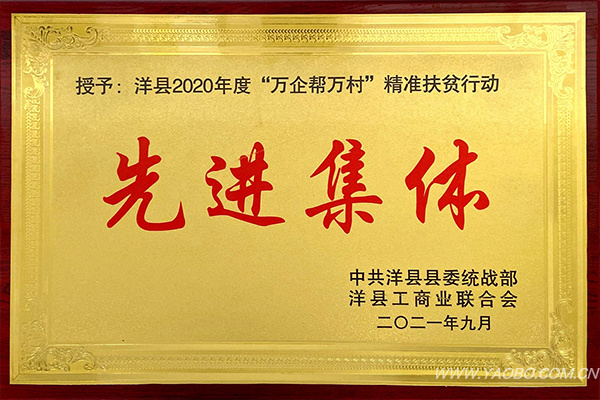 授予：洋县2020年度“万企帮万村”精准扶贫行动
先进集体
中共洋县县委统战部
洋县工商业联合会
二〇二一年九月
WWW.YAOBO.COM.CN